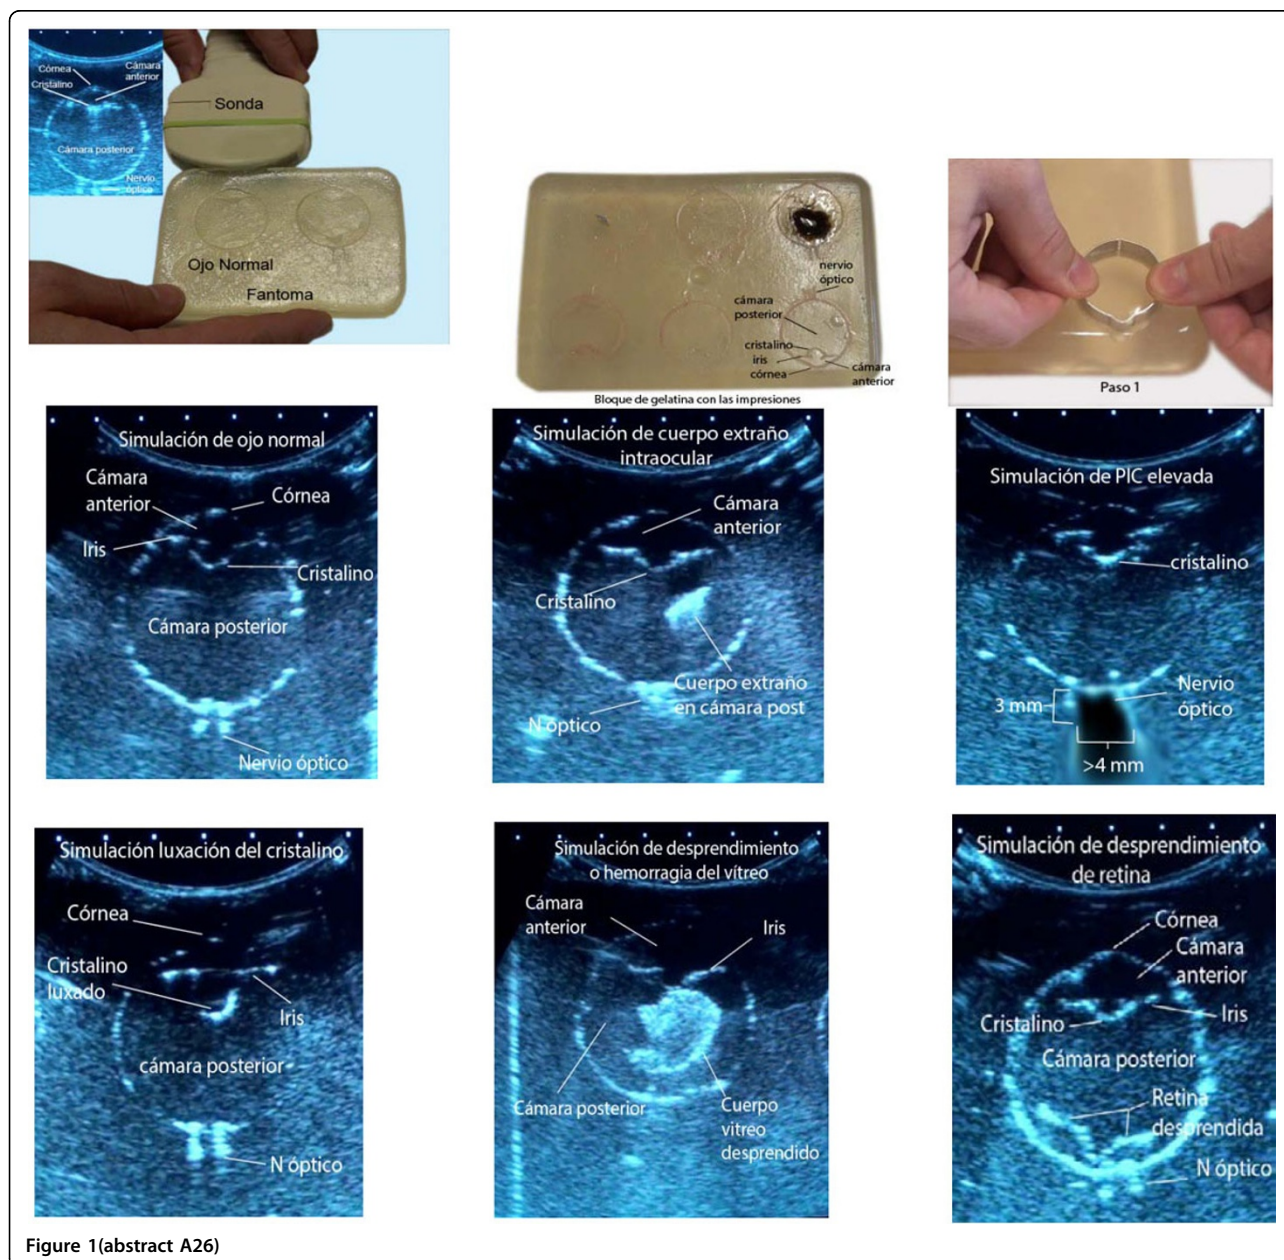 Córnea
Cámara
anterior
Cristalino
Sonda
Cámara posterior
Nervio
óptico
Ojo Normal
Fantoma
nervio
óptico
cámara
posterior
cristalino
iris
córnea
cámara
anterior
Bloque de gelatina con las impresiones
Paso 1
Simulación de ojo normal
Cámara
anterior
Córnea
Iris
Cristalino
Cámara posterior
Nervio óptico
Simulación de cuerpo extraño
intraocular
Cámara
anterior
Cristalino
Cuerpo extraño
en cámara post
N óptico
Simulación de PIC elevada
cristalino
Nervio
óptico
3 mm
>4 mm
Simulación luxación del cristalino
Córnea
Cristalino
luxado
Iris
cámara posterior
N óptico
Simulación de desprendimiento
o hemorragia del vítreo
Cámara
anterior
Iris
Cámara posterior
Cuerpo
vitreo
desprendido
Simulación de desprendimiento
de retina
Córnea
Cámara
anterior
Iris
Cristalino
Cámara posterior
Retina
desprendida
N óptico
Figure 1(abstract A26)